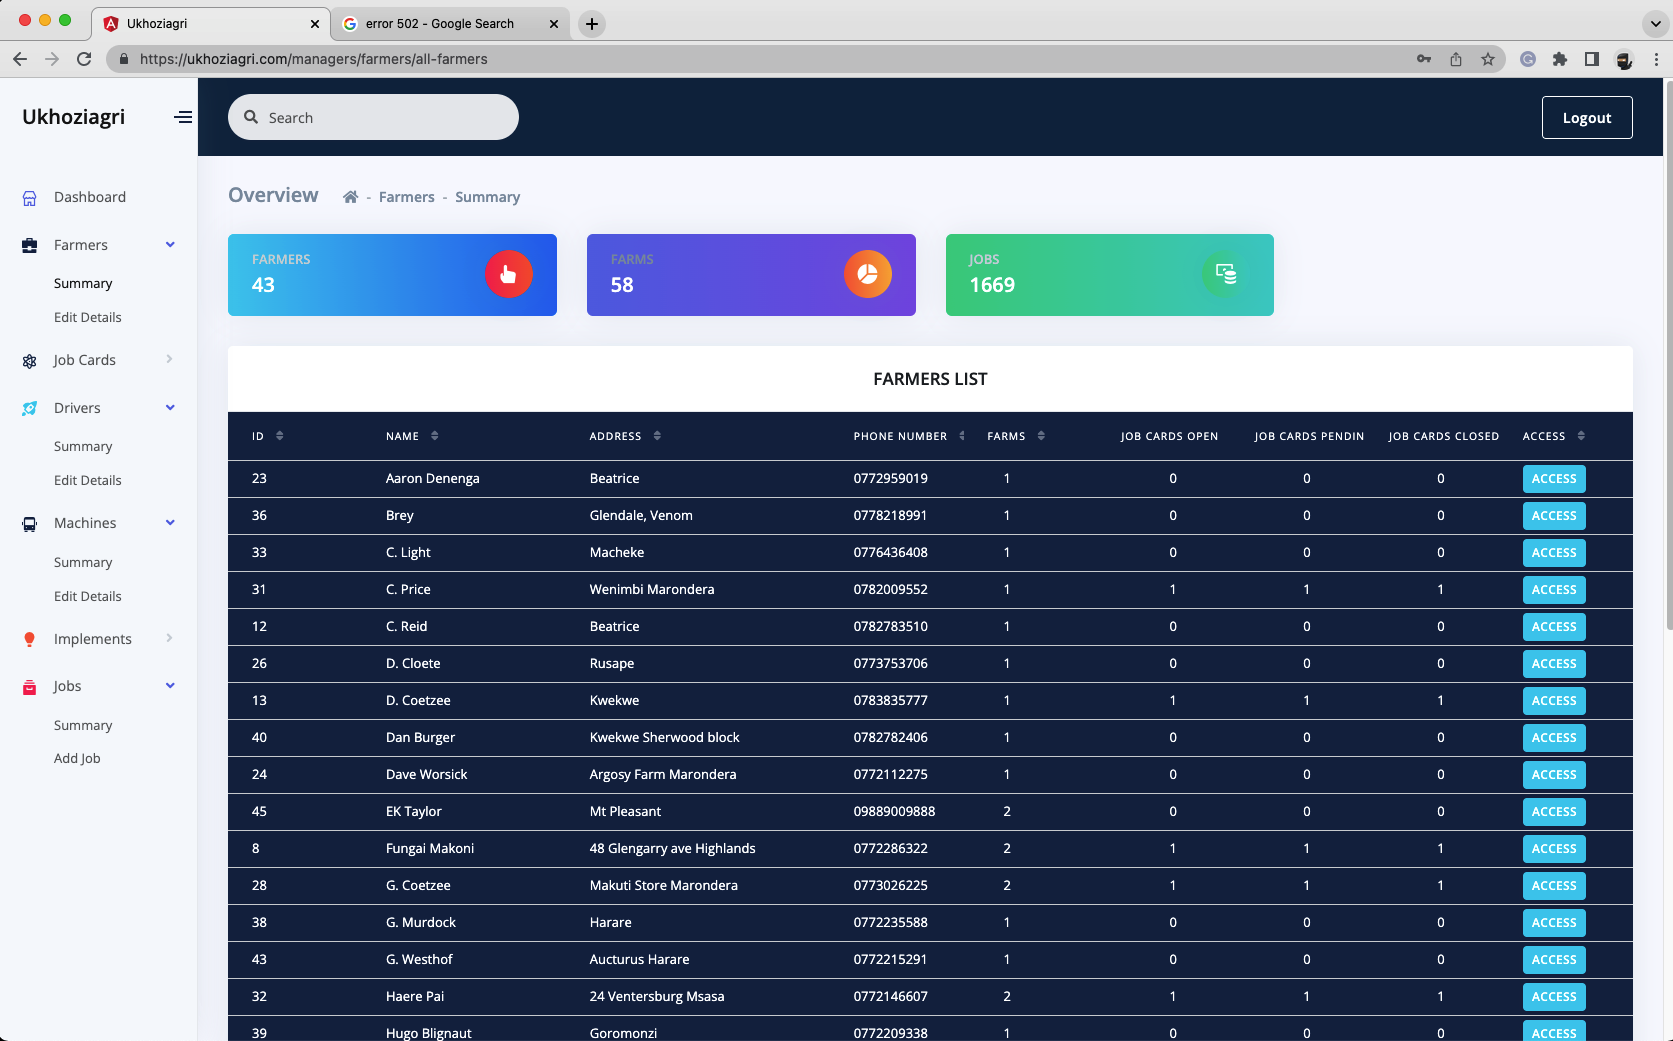 Ukhoziagri
error 502 - Google Search
https://ukhoziagri.com/managers/farmers/all-farmers
Ukhoziagri
Search
Logout
Dashboard
Farmers
Summary
Edit Details
Job Cards
Drivers
Summary
Edit Details
Machines
Summary
Edit Details
Implements
Jobs
Summary
Add Job
Overview - Farmers - Summary
FARMERS
43
FARMS
58
JOBS
1669
FARMERS LIST
ID NAME ADDRESS PHONE NUMBER FARMS JOB CARDS OPEN JOB CARDS PENDIN JOB CARDS CLOSED ACCESS
23 Aaron Denenga Beatrice 0772959019 1 0 0 0 ACCESS
36 Brey Glendale, Venom 0778218991 1 0 0 0 ACCESS
33 C. Light Macheke 0776436408 1 0 0 0 ACCESS
31 C. Price Wenimbi Marondera 0782009552 1 1 1 1 ACCESS
12 C. Reid Beatrice 0782783510 1 0 0 0 ACCESS
26 D. Cloete Rusape 0773753706 1 0 0 0 ACCESS
13 D. Coetzee Kwekwe 0783835777 1 1 1 1 ACCESS
40 Dan Burger Kwekwe Sherwood block 0782782406 1 0 0 0 ACCESS
24 Dave Worsick Argosy Farm Marondera 0772112275 1 0 0 0 ACCESS
45 EK Taylor Mt Pleasant 09889009888 2 0 0 0 ACCESS
8 Fungai Makoni 48 Glengarry ave Highlands 0772286322 2 1 1 1 ACCESS
28 G. Coetzee Makuti Store Marondera 0773026225 2 1 1 1 ACCESS
38 G. Murdock Harare 0772235588 1 0 0 0 ACCESS
43 G. Westhof Aucturus Harare 0772215291 1 0 0 0 ACCESS
32 Haere Pai 24 Ventersburg Msasa 0772146607 2 1 1 1 ACCESS
39 Hugo Blignaut Goromonzi 0772209338 1 0 0 0 ACCESS